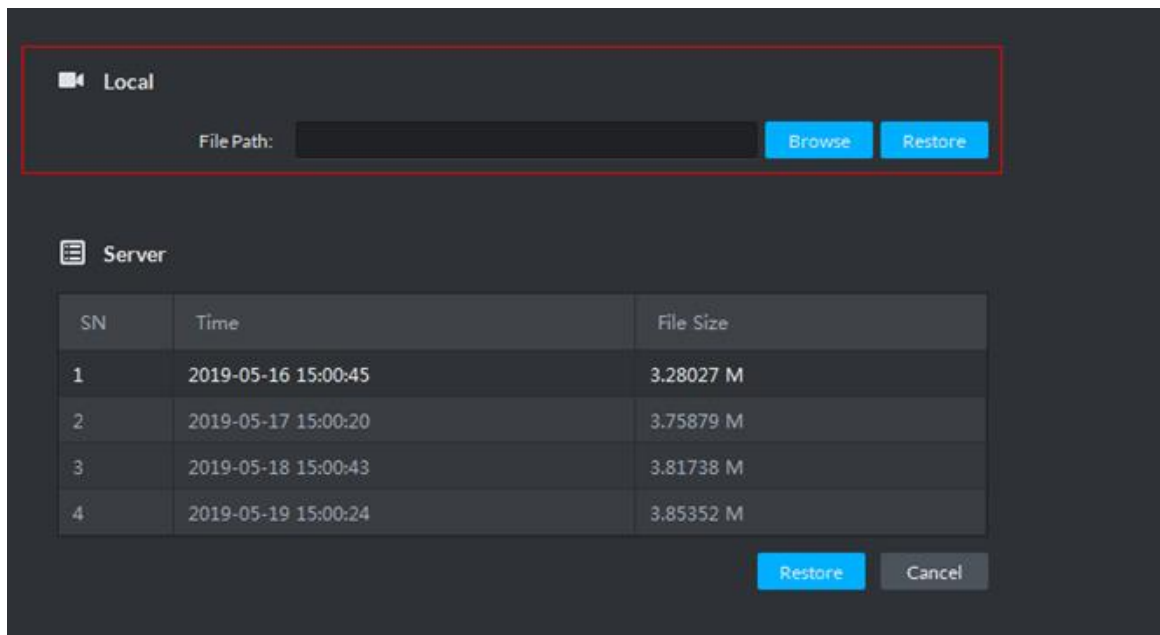 Local
File Path: Browse Restore
Server
SN Time File Size
1 2019-05-16 15:00:45 3.28027 M
2 2019-05-17 15:00:20 3.75879 M
3 2019-05-18 15:00:43 3.81738 M
4 2019-05-19 15:00:24 3.85352 M
Restore Cancel